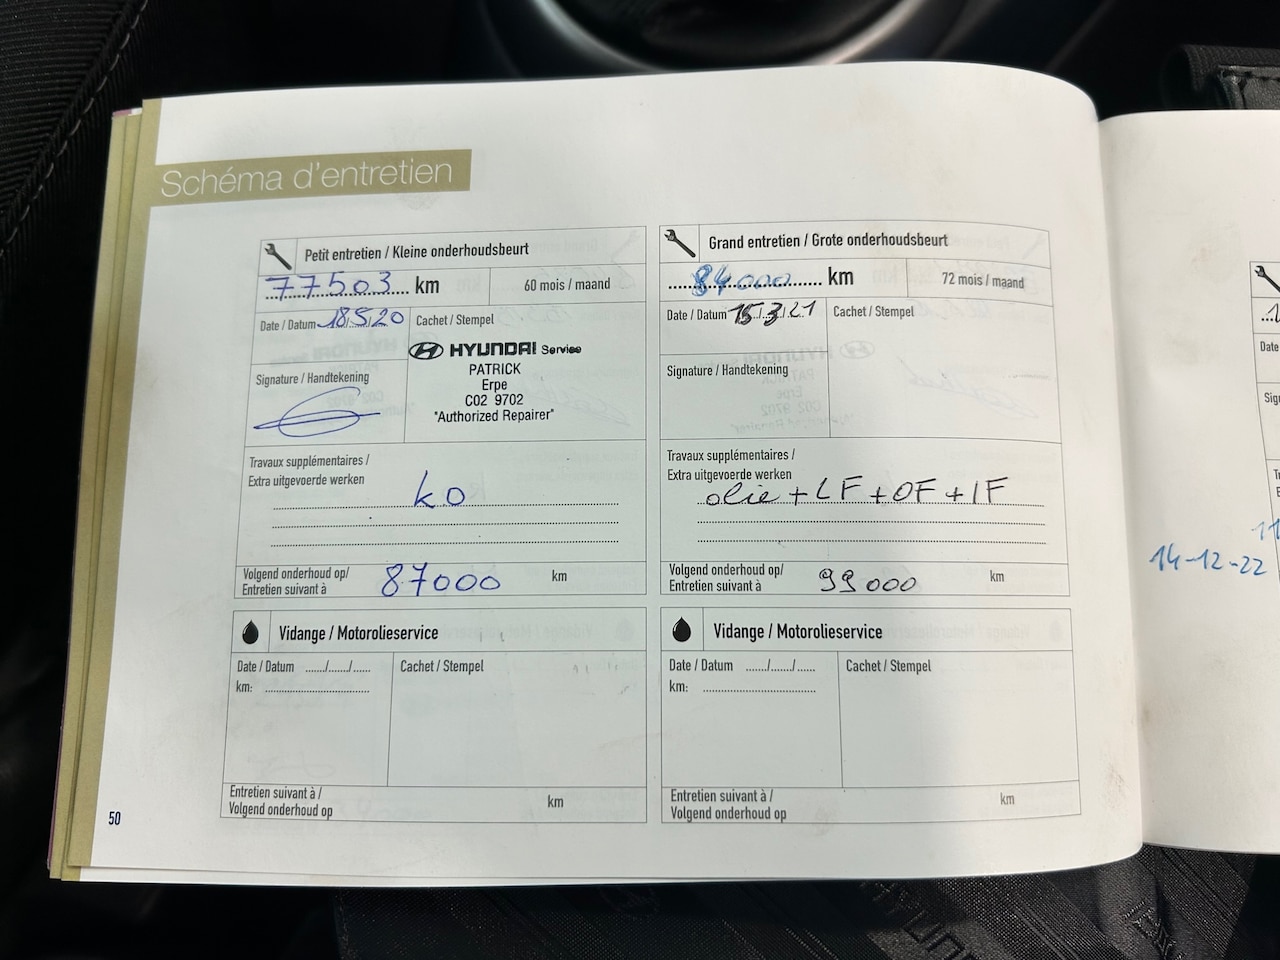 Schéma d'entretien
Petit entretien / Kleine onderhoudsbeurt
77503 km
60 mois / maand
Date / Datum 18/5/20
Cachet / Stempel
HYUNDAI Service
PATRICK
Erpe
C02 9702
"Authorized Repairer"
Signature / Handtekening
Travaux supplémentaires /
Extra uitgevoerde werken
KO
Volgend onderhoud op/
Entretien suivant à
87000 km
Vidange / Motorolieservice
Date / Datum ....../....../......
km:
Cachet / Stempel
Entretien suivant à /
Volgend onderhoud op
km
Grand entretien / Grote onderhoudsbeurt
84000 km
72 mois / maand
Date / Datum 15/3/21
Cachet / Stempel
Signature / Handtekening
Travaux supplémentaires /
Extra uitgevoerde werken
olie + LF + OF + IF
Volgend onderhoud op/
Entretien suivant à
99000 km
Vidange / Motorolieservice
Date / Datum ....../....../......
km:
Cachet / Stempel
Entretien suivant à /
Volgend onderhoud op
km
50
Date
14-12-22